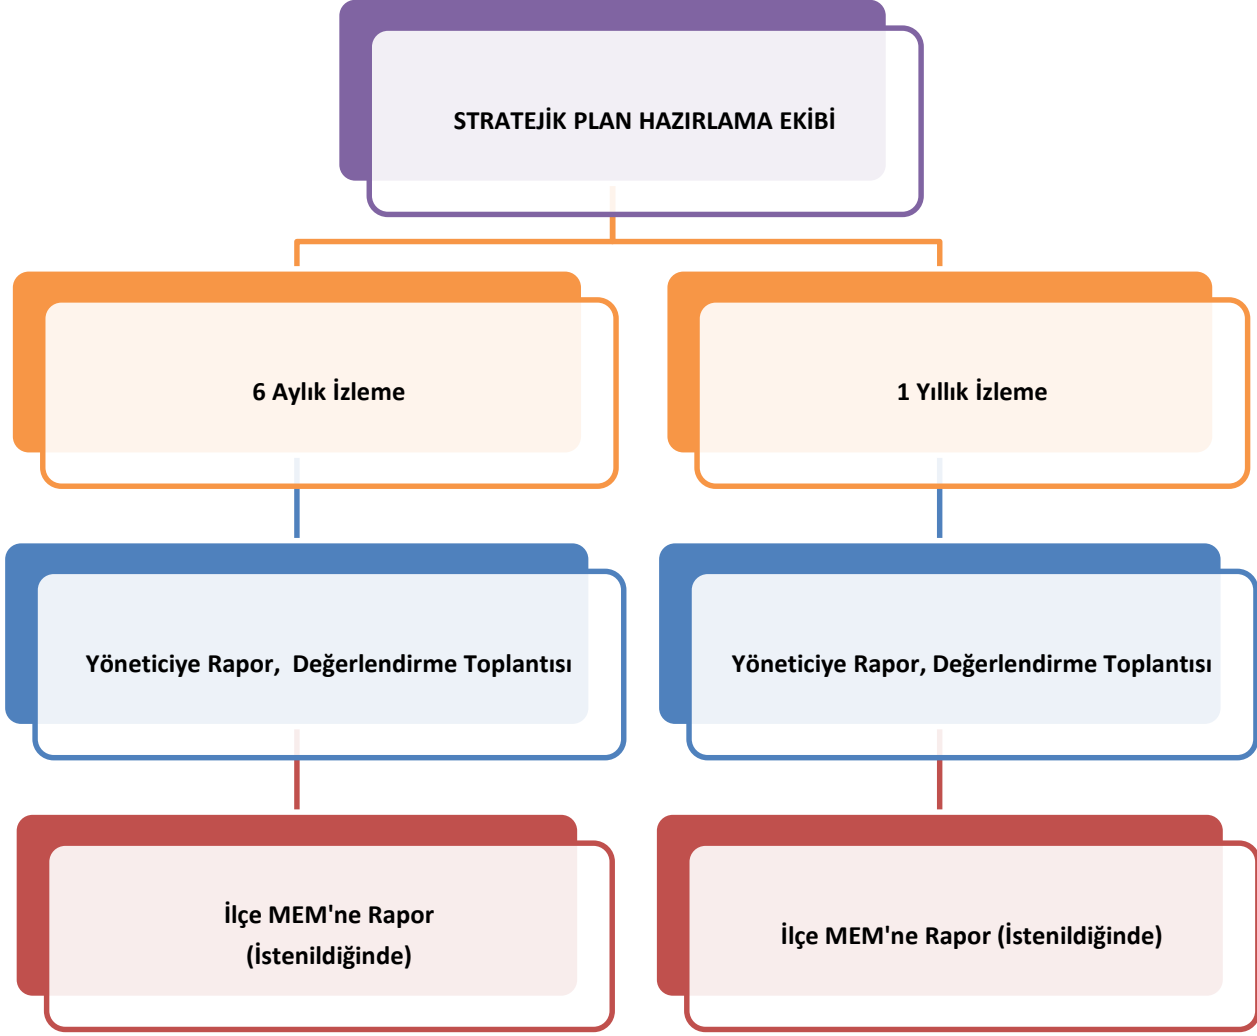 STRATEJİK PLAN HAZIRLAMA EKİBİ
6 Aylık İzleme
1 Yıllık İzleme
Yöneticiye Rapor,  Değerlendirme Toplantısı
Yöneticiye Rapor, Değerlendirme Toplantısı
İlçe MEM'ne Rapor
(İstenildiğinde)
İlçe MEM'ne Rapor (İstenildiğinde)